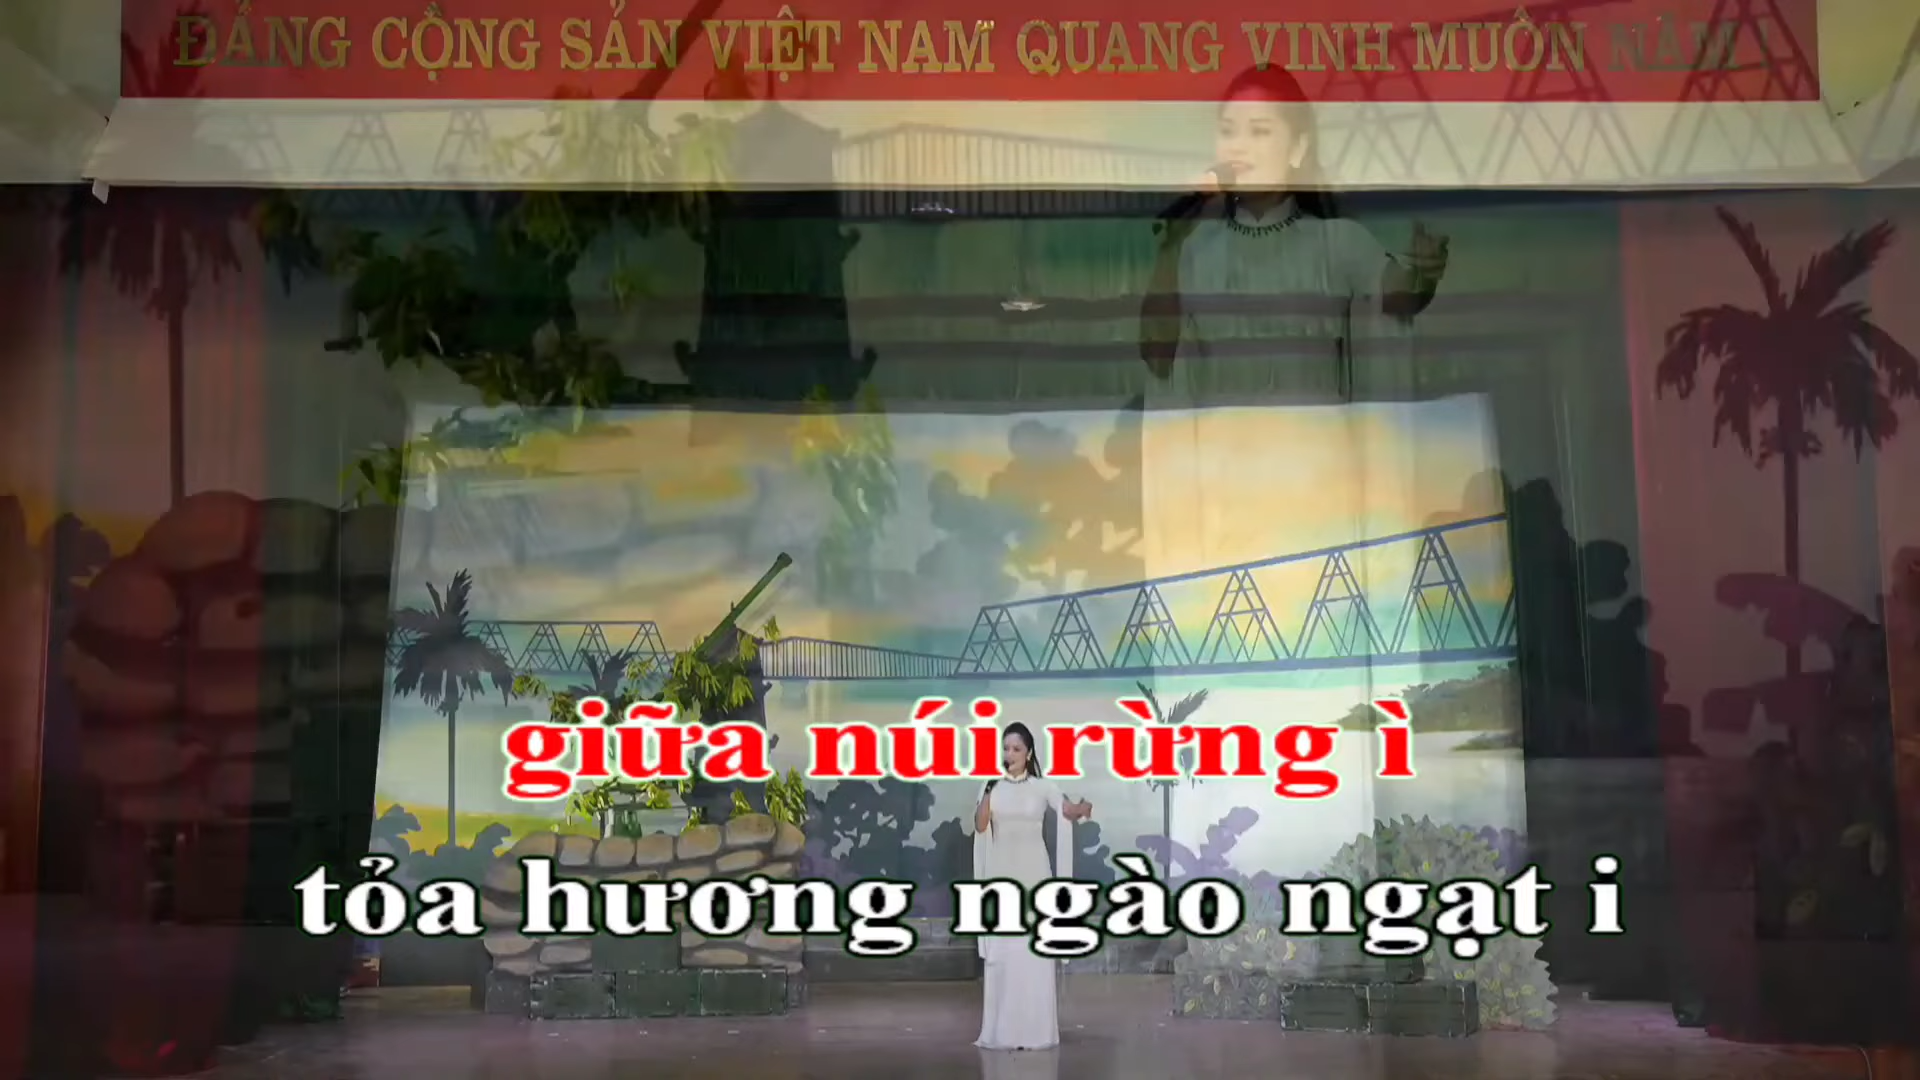 ĐẢNG CỘNG SẢN VIỆT NAM QUANG VINH MUÔN NĂM !
giữa núi rừng ì
tỏa hương ngào ngạt i